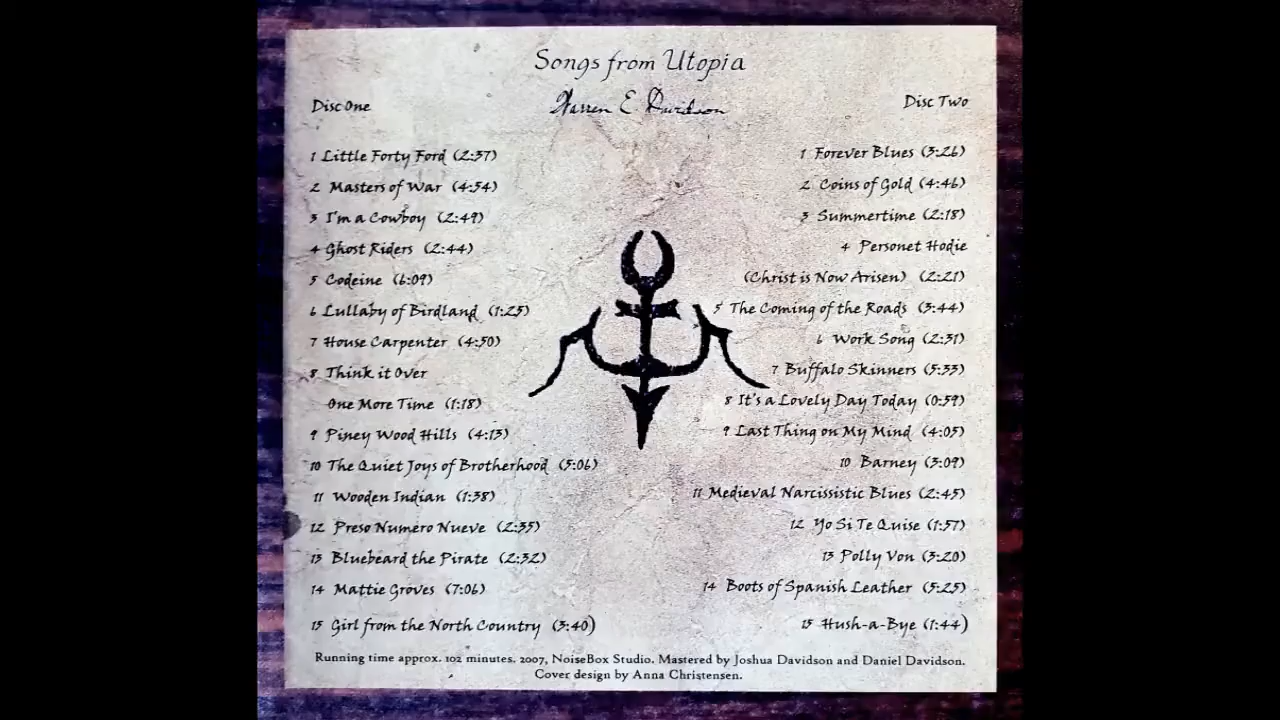 Songs from Utopia
Warren E Davidson
Disc One
1 Little Forty Ford (2:37)
2 Masters of War (4:54)
3 I'm a Cowboy (2:49)
4 Ghost Riders (2:44)
5 Codeine (6:09)
6 Lullaby of Birdland (1:25)
7 House Carpenter (4:50)
8 Think it Over
One More Time (1:18)
9 Piney Wood Hills (4:13)
10 The Quiet Joys of Brotherhood (5:06)
11 Wooden Indian (1:38)
12 Preso Numero Nueve (2:35)
13 Bluebeard the Pirate (2:32)
14 Mattie Groves (7:06)
15 Girl from the North Country (3:40)
Disc Two
1 Forever Blues (3:26)
2 Coins of Gold (4:46)
3 Summertime (2:18)
4 Personet Hodie
(Christ is Now Arisen) (2:21)
5 The Coming of the Roads (3:44)
6 Work Song (2:31)
7 Buffalo Skinners (5:33)
8 It's a Lovely Day Today (0:59)
9 Last Thing on My Mind (4:05)
10 Barney (3:09)
11 Medieval Narcissistic Blues (2:45)
12 Yo Si Te Quise (1:57)
13 Polly Von (3:20)
14 Boots of Spanish Leather (5:25)
15 Hush-a-Bye (1:44)
Running time approx. 102 minutes. 2007, NoiseBox Studio. Mastered by Joshua Davidson and Daniel Davidson.
Cover design by Anna Christensen.